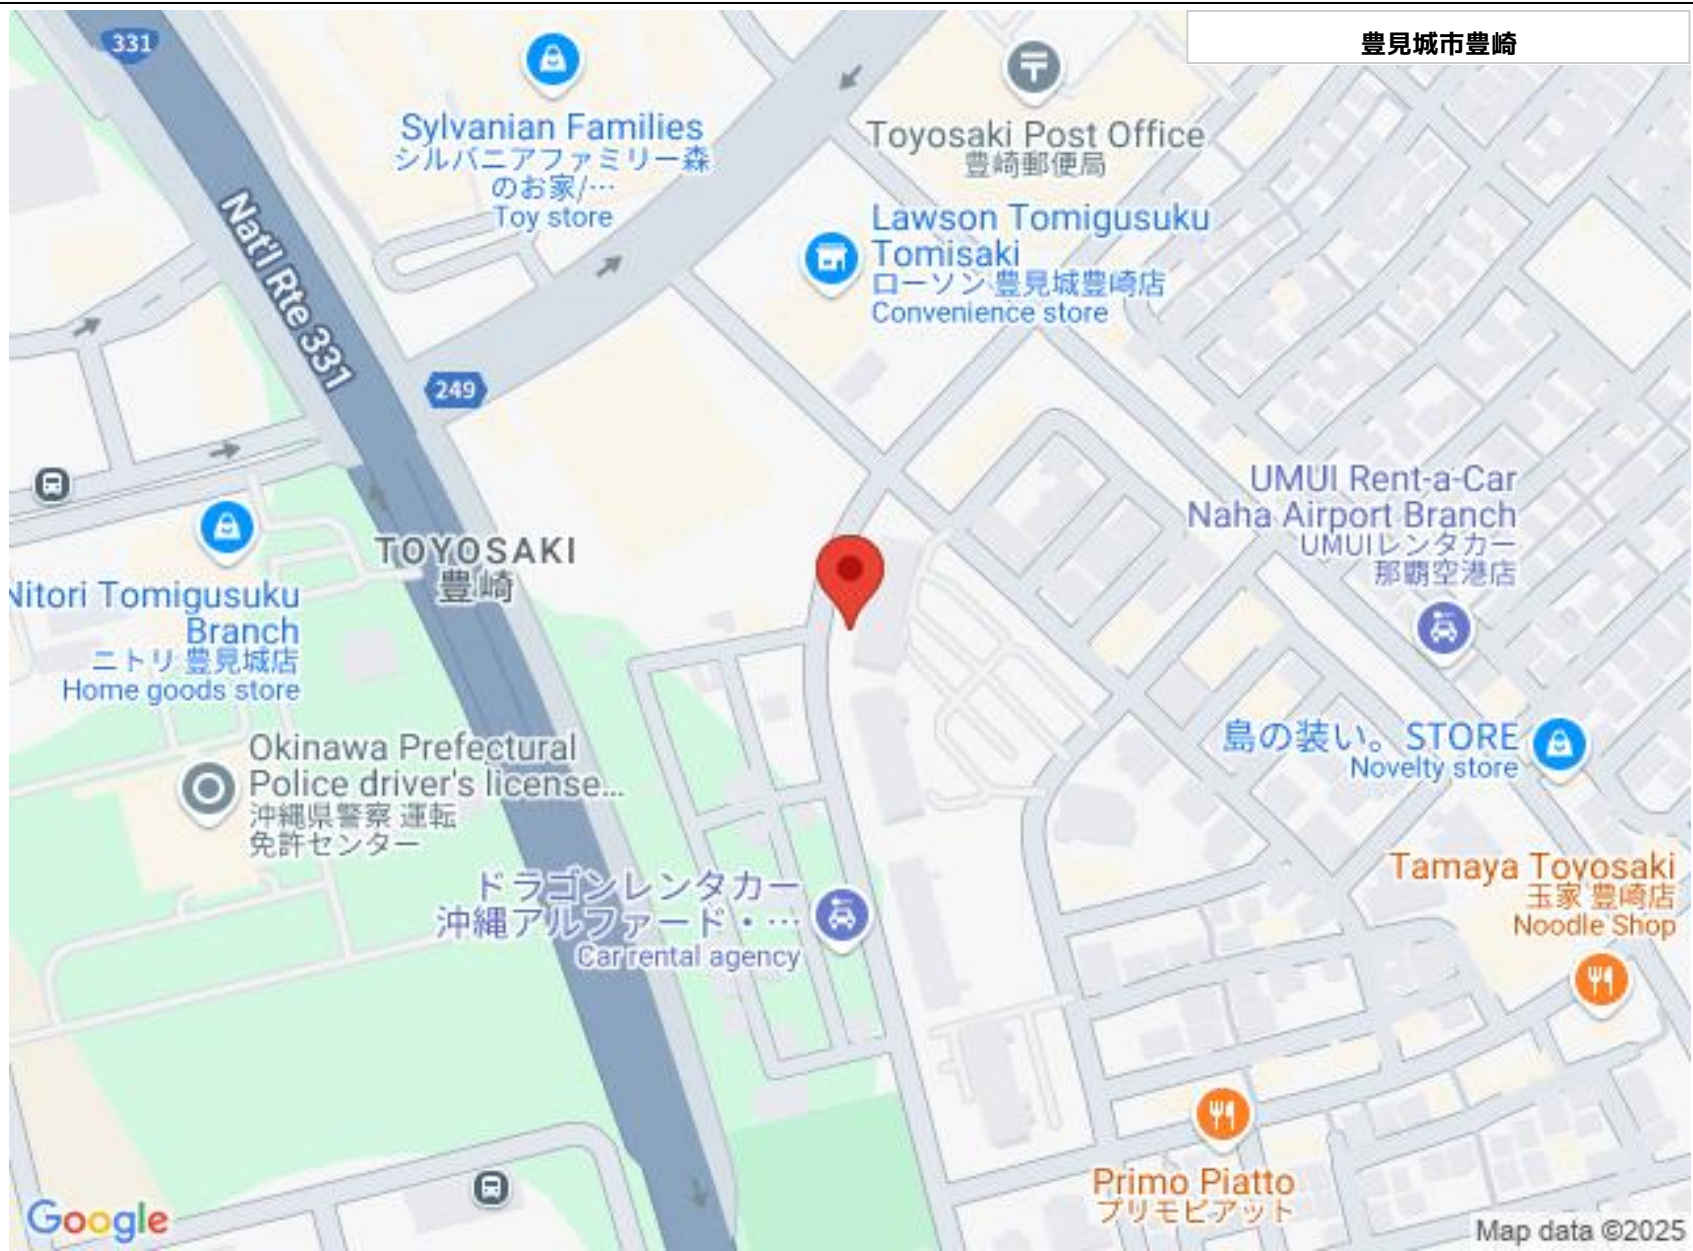 豊見城市豊崎
331
Sylvanian Families
シルバニアファミリー森
のお家/…
Toy store
Toyosaki Post Office
豊崎郵便局
Lawson Tomigusuku
Tomisaki
ローソン 豊見城豊崎店
Convenience store
Nat'l Rte 331
249
UMUI Rent-a-Car
Naha Airport Branch
UMUIレンタカー
那覇空港店
TOYOSAKI
豊崎
Nitori Tomigusuku
Branch
ニトリ 豊見城店
Home goods store
島の装い。STORE
Novelty store
Okinawa Prefectural
Police driver's license...
沖縄県警察 運転
免許センター
ドラゴンレンタカー
沖縄アルファード・…
Car rental agency
Tamaya Toyosaki
玉家 豊崎店
Noodle Shop
Primo Piatto
プリモピアット
Google
Map data ©2025